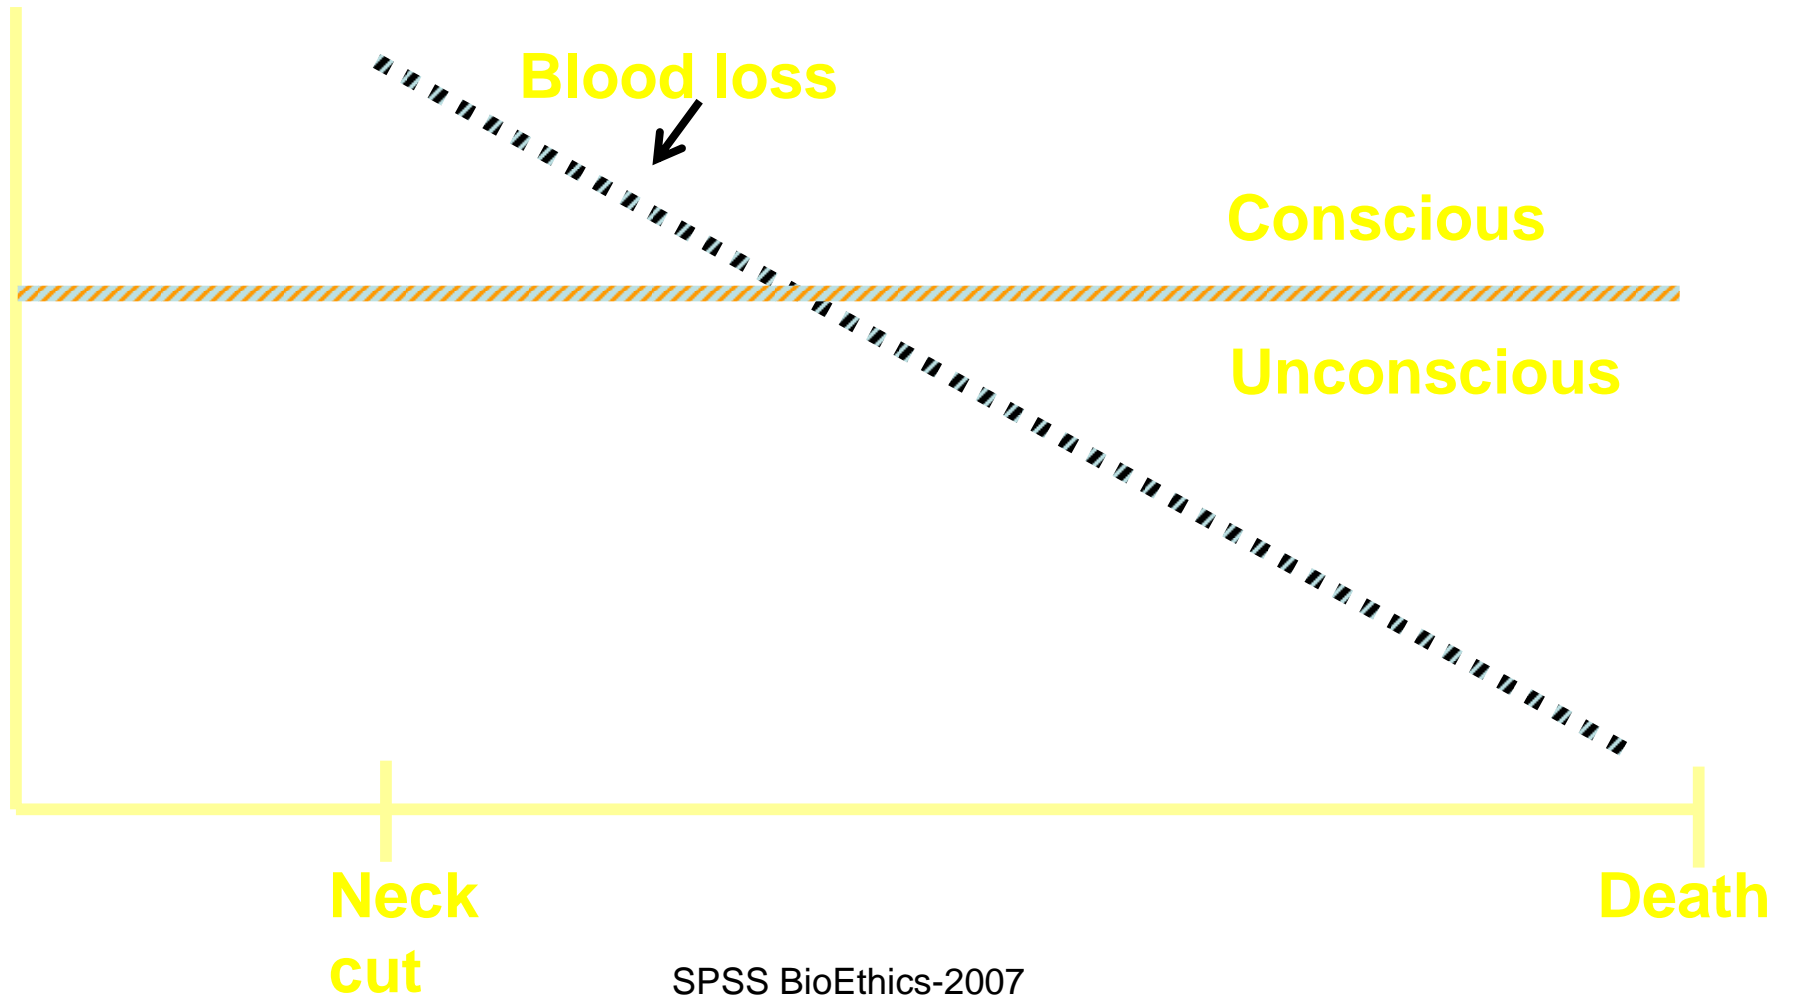 Blood loss
Conscious
Unconscious
Neck
cut
Death
SPSS BioEthics-2007